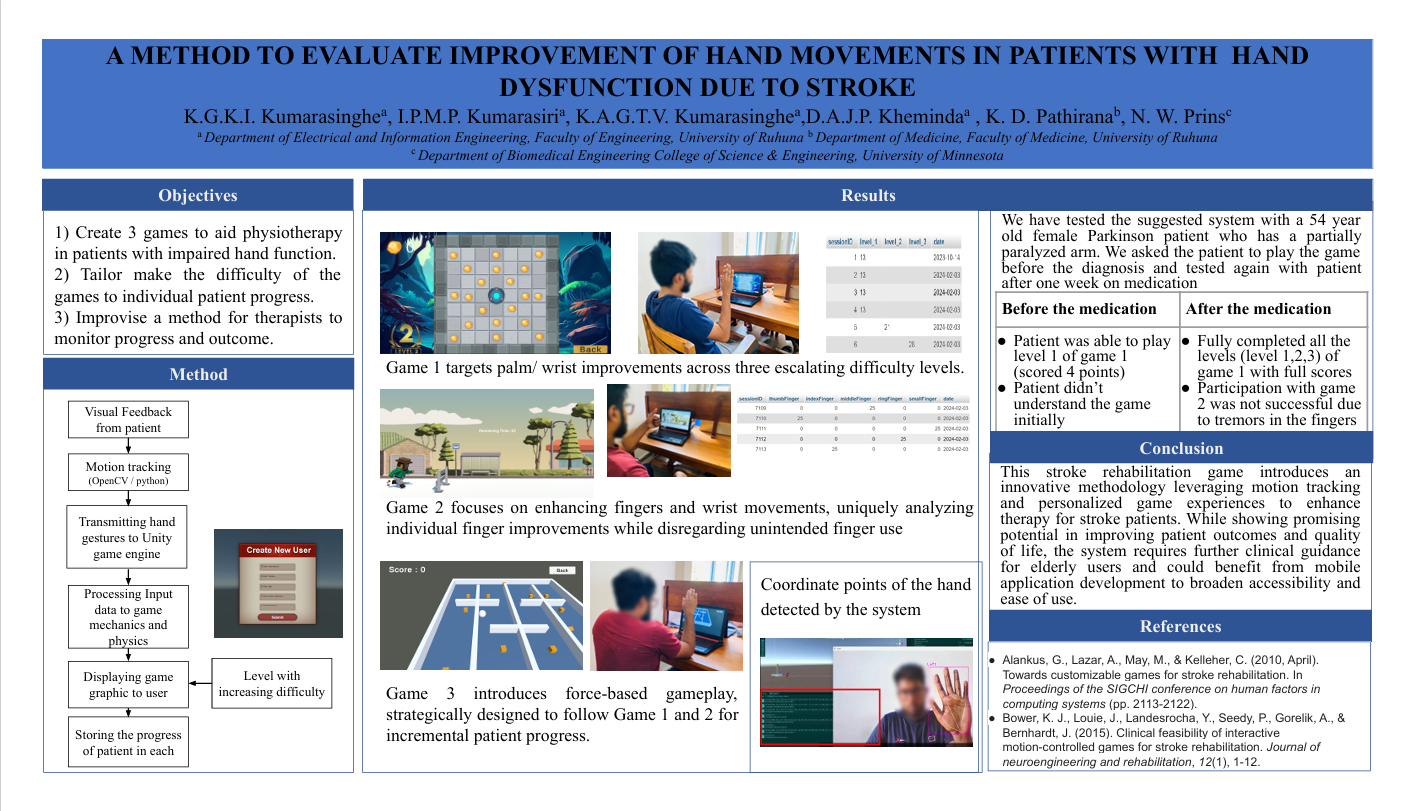 A METHOD TO EVALUATE IMPROVEMENT OF HAND MOVEMENTS IN PATIENTS WITH HAND
DYSFUNCTION DUE TO STROKE
K.G.K.I. Kumarasingheᵃ, I.P.M.P. Kumarasiriᵃ, K.A.G.T.V. Kumarasingheᵃ,D.A.J.P. Khemindaᵃ , K. D. Pathiranaᵇ, N. W. Prinsᶜ
ᵃ Department of Electrical and Information Engineering, Faculty of Engineering, University of Ruhuna ᵇ Department of Medicine, Faculty of Medicine, University of Ruhuna
ᶜ Department of Biomedical Engineering College of Science & Engineering, University of Minnesota
Objectives
1) Create 3 games to aid physiotherapy
in patients with impaired hand function.
2) Tailor make the difficulty of the
games to individual patient progress.
3) Improvise a method for therapists to
monitor progress and outcome.
Method
Visual Feedback
from patient
Motion tracking
(OpenCV / python)
Transmitting hand
gestures to Unity
game engine
Processing Input
data to game
mechanics and
physics
Displaying game
graphic to user
Level with
increasing difficulty
Storing the progress
of patient in each
Create New User
Submit
Results
2
Back
sessionID level_1 level_2 level_3 date
1 13 2023-10-14
2 13 2024-02-03
3 13 2024-02-03
4 13 2024-02-03
5 21 2024-02-03
6 28 2024-02-03
Game 1 targets palm/ wrist improvements across three escalating difficulty levels.
sessionID thumbFinger indexFinger middleFinger ringFinger smallFinger date
7109 0 0 25 0 0 2024-02-03
7110 25 0 0 0 0 2024-02-03
7111 0 0 0 0 25 2024-02-03
7112 0 0 0 25 0 2024-02-03
7113 0 25 0 0 0 2024-02-03
Game 2 focuses on enhancing fingers and wrist movements, uniquely analyzing
individual finger improvements while disregarding unintended finger use
Score : 0
Back
Game 3 introduces force-based gameplay,
strategically designed to follow Game 1 and 2 for
incremental patient progress.
Coordinate points of the hand
detected by the system
Left
We have tested the suggested system with a 54 year
old female Parkinson patient who has a partially
paralyzed arm. We asked the patient to play the game
before the diagnosis and tested again with patient
after one week on medication
Before the medication
● Patient was able to play
level 1 of game 1
(scored 4 points)
● Patient didn't
understand the game
initially
After the medication
● Fully completed all the
levels (level 1,2,3) of
game 1 with full scores
● Participation with game
2 was not successful due
to tremors in the fingers
Conclusion
This stroke rehabilitation game introduces an
innovative methodology leveraging motion tracking
and personalized game experiences to enhance
therapy for stroke patients. While showing promising
potential in improving patient outcomes and quality
of life, the system requires further clinical guidance
for elderly users and could benefit from mobile
application development to broaden accessibility and
ease of use.
References
● Alankus, G., Lazar, A., May, M., & Kelleher, C. (2010, April).
Towards customizable games for stroke rehabilitation. In
Proceedings of the SIGCHI conference on human factors in
computing systems (pp. 2113-2122).
● Bower, K. J., Louie, J., Landesrocha, Y., Seedy, P., Gorelik, A., &
Bernhardt, J. (2015). Clinical feasibility of interactive
motion-controlled games for stroke rehabilitation. Journal of
neuroengineering and rehabilitation, 12(1), 1-12.